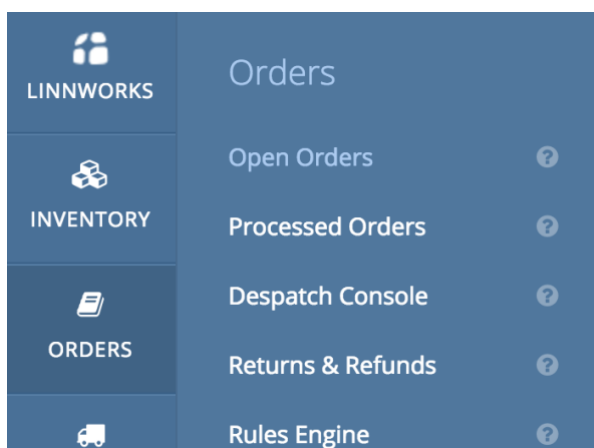 LINNWORKS
INVENTORY
ORDERS
Orders
Open Orders
Processed Orders
Despatch Console
Returns & Refunds
Rules Engine